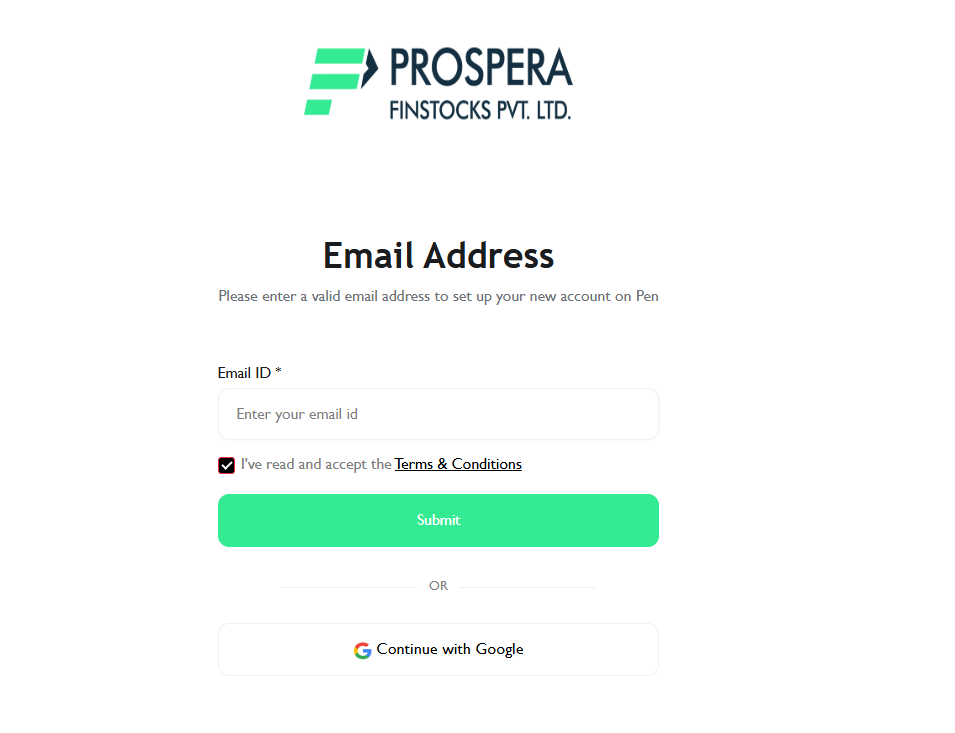 PROSPERA
FINSTOCKS PVT. LTD.
Email Address
Please enter a valid email address to set up your new account on Pen
Email ID *
Enter your email id
I've read and accept the Terms & Conditions
Submit
OR
Continue with Google